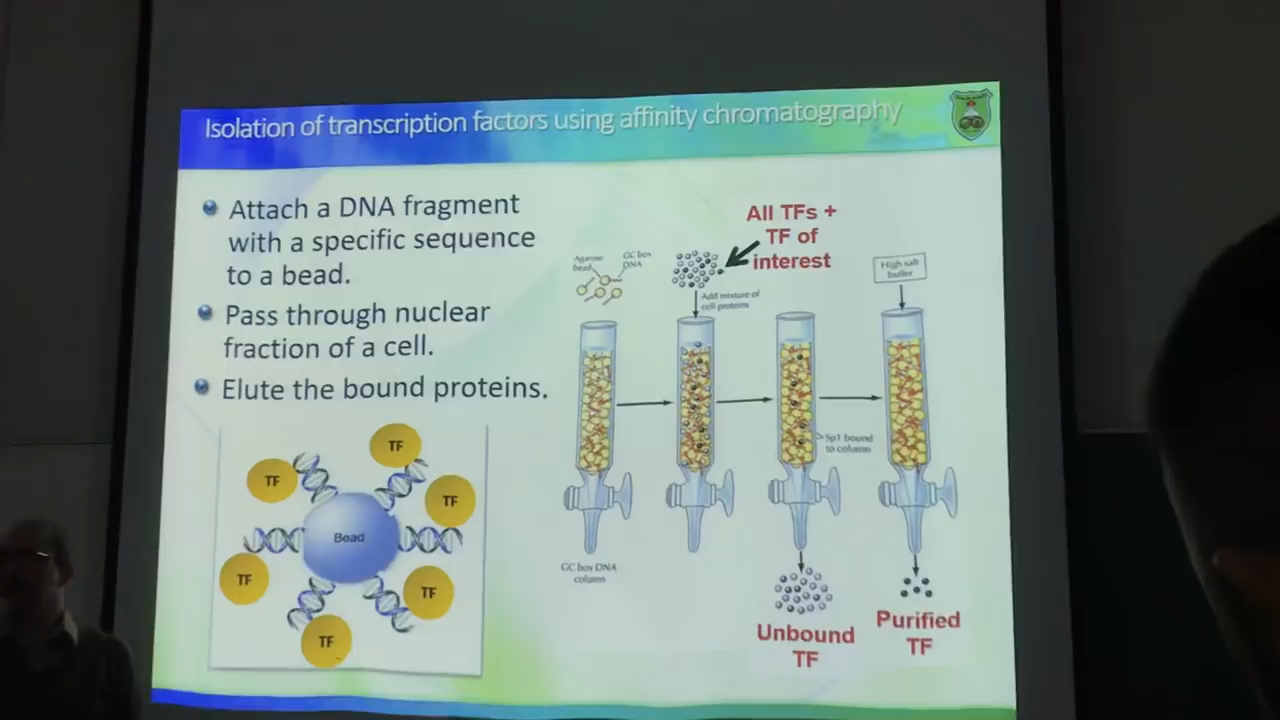 Isolation of transcription factors using affinity chromatography
Attach a DNA fragment
with a specific sequence
to a bead.
Pass through nuclear
fraction of a cell.
Elute the bound proteins.
TF
TF
TF
Bead
TF
TF
TF
All TFs +
TF of
interest
Agarose
bead
GC box
DNA
Add mixture of
cell proteins
High salt
buffer
Sp1 bound
to column
GC box DNA
column
Unbound
TF
Purified
TF